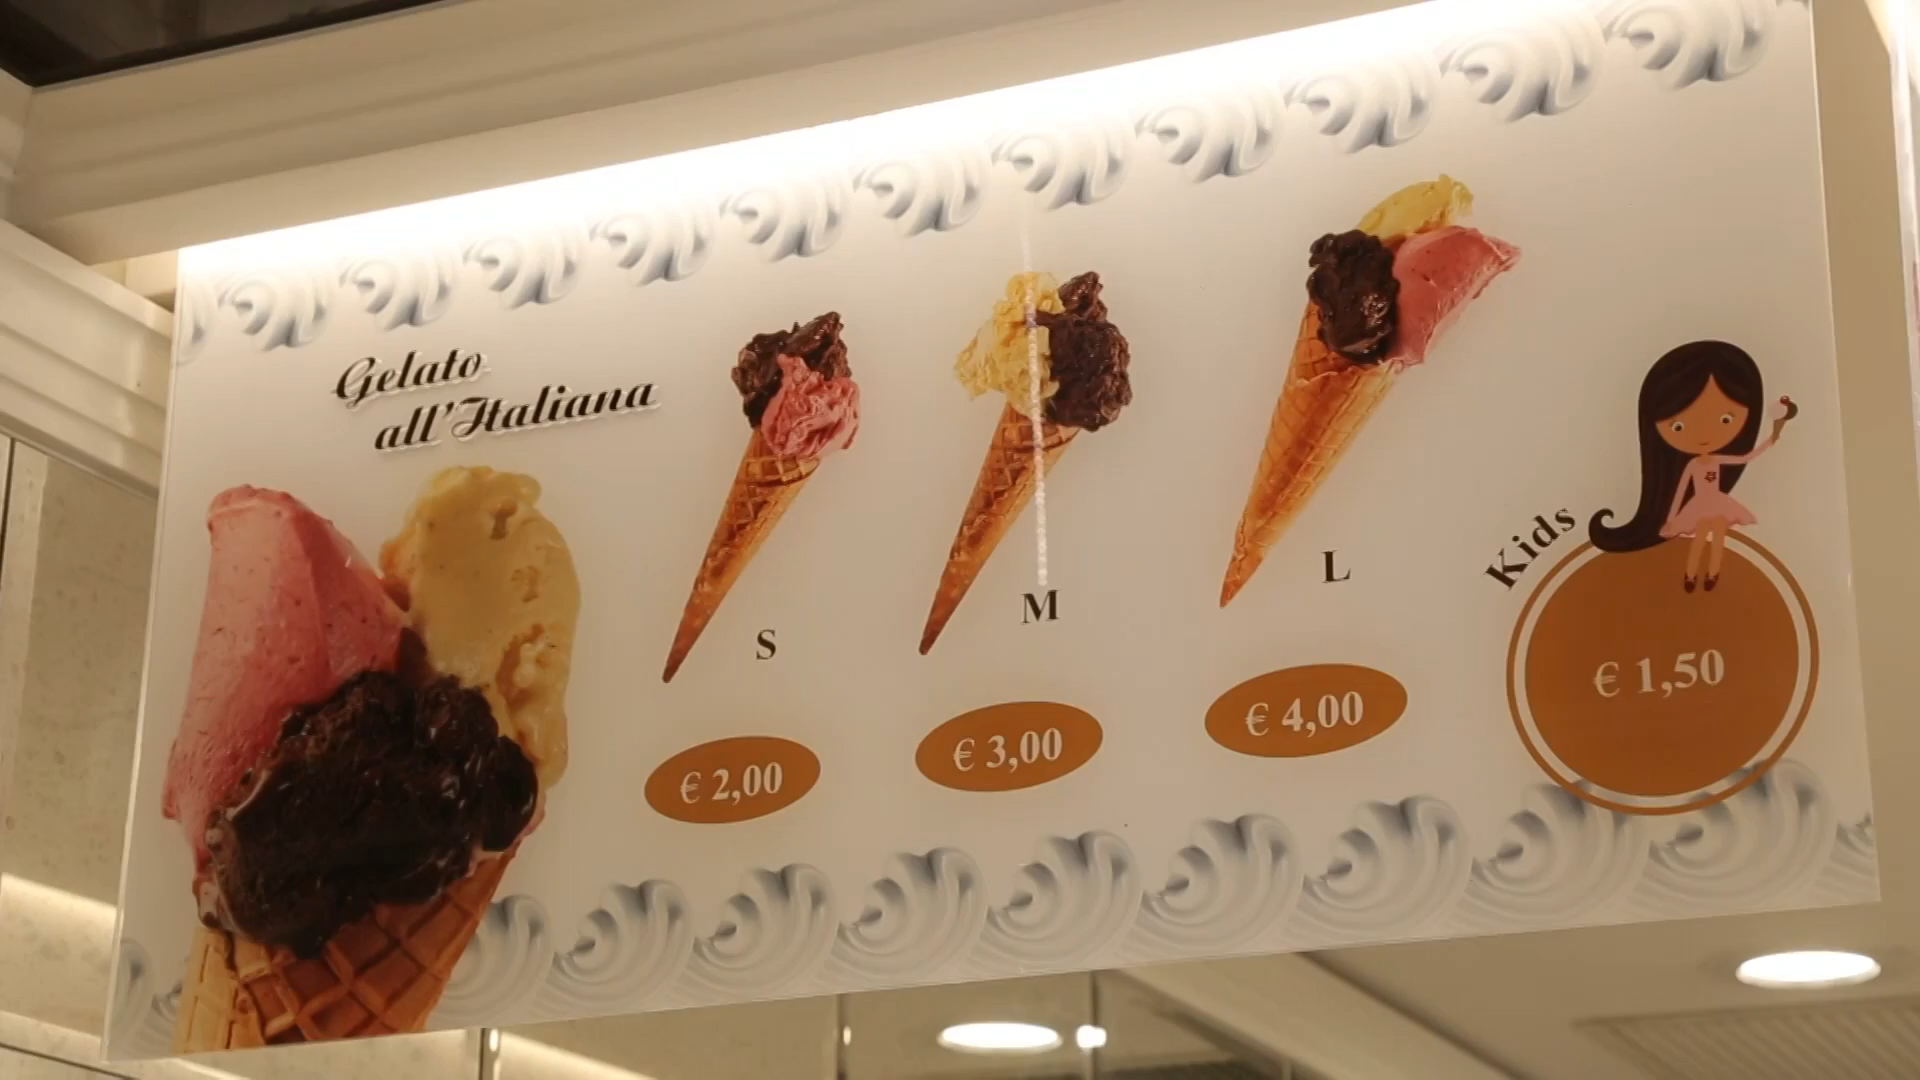 Gelato
all'Italiana
S
M
L
Kids
€ 2,00
€ 3,00
€ 4,00
€ 1,50